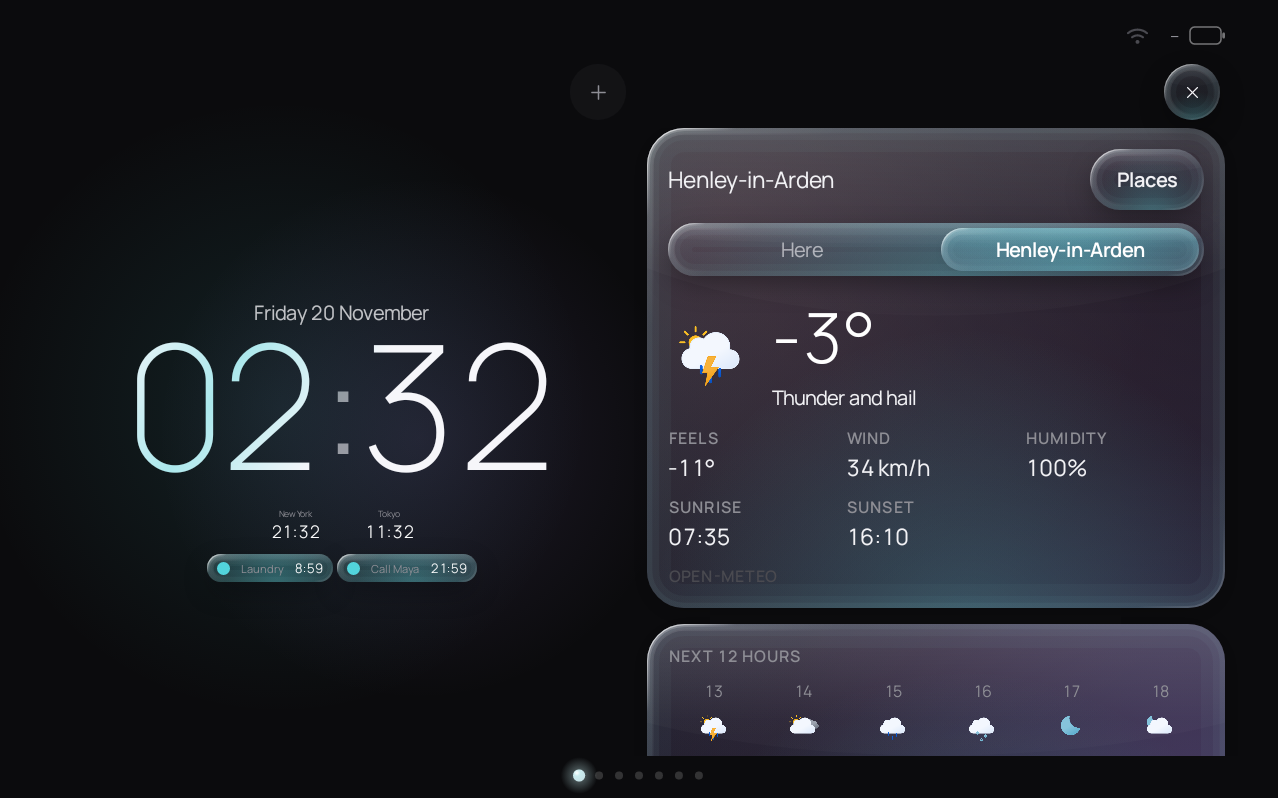 Friday 20 November
02:32
New York
21:32
Tokyo
11:32
Laundry 8:59
Call Maya 21:59
Henley-in-Arden
Places
Here
Henley-in-Arden
-3°
Thunder and hail
FEELS
-11°
WIND
34 km/h
HUMIDITY
100%
SUNRISE
07:35
SUNSET
16:10
OPEN-METEO
NEXT 12 HOURS
13 14 15 16 17 18